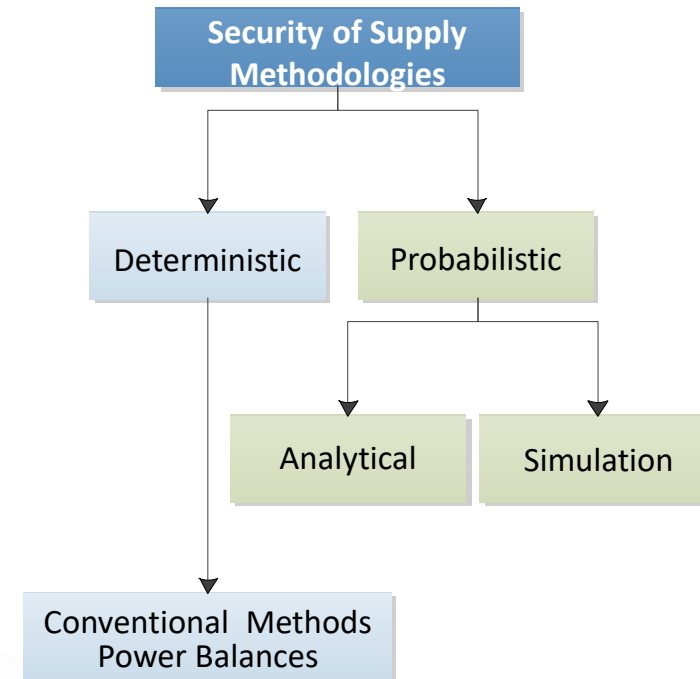 Security of Supply
Methodologies
Deterministic
Probabilistic
Analytical
Simulation
Conventional Methods
Power Balances